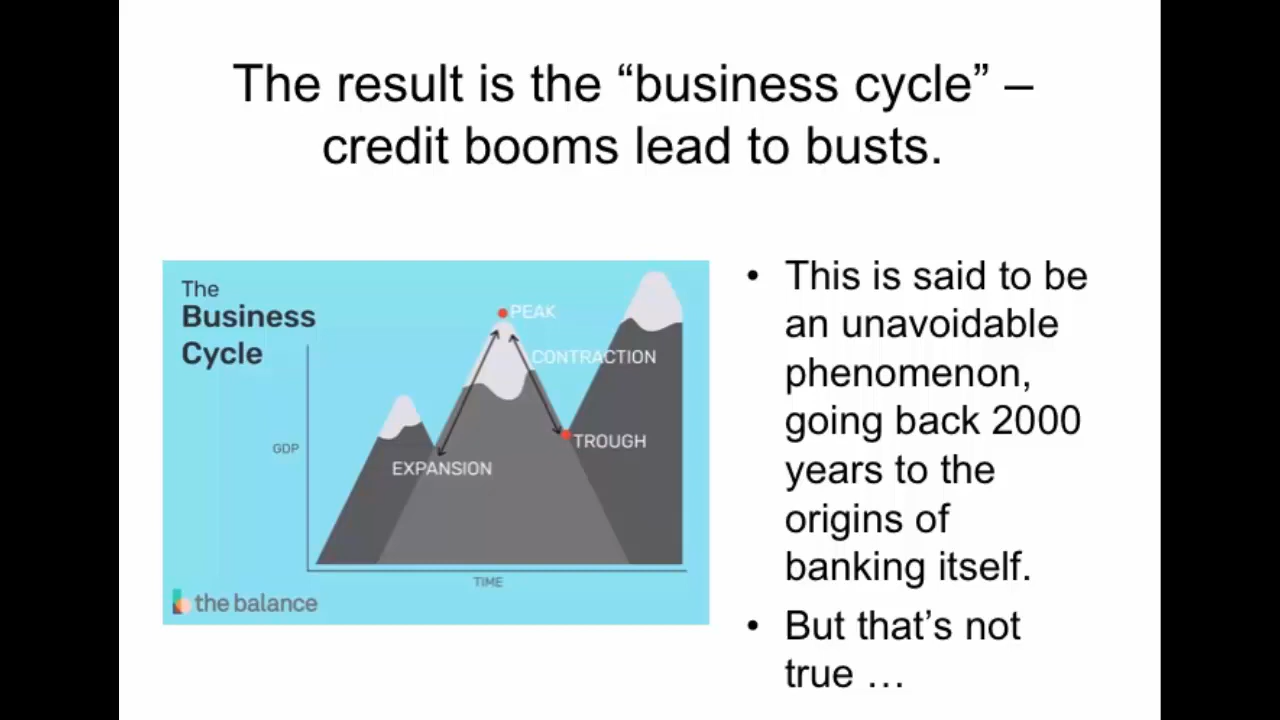 The result is the “business cycle” –
credit booms lead to busts.
The
Business
Cycle
PEAK
CONTRACTION
GDP
TROUGH
EXPANSION
TIME
the balance
• This is said to be
an unavoidable
phenomenon,
going back 2000
years to the
origins of
banking itself.
• But that’s not
true …